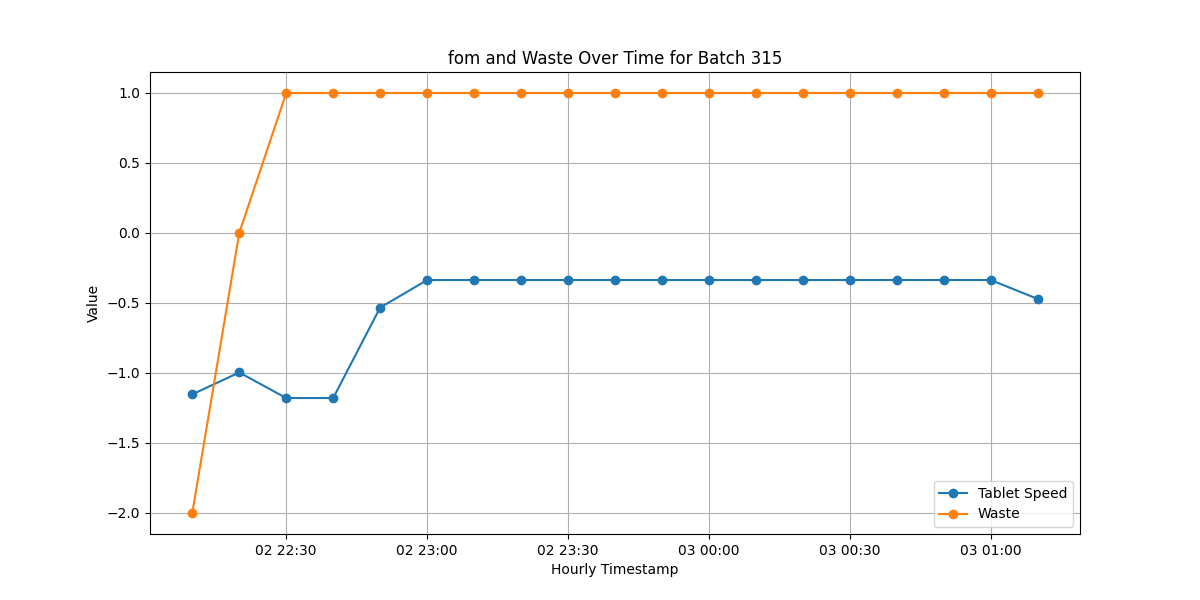 fom and Waste Over Time for Batch 315
1.0
0.5
0.0
−0.5
−1.0
−1.5
−2.0
Value
Tablet Speed
Waste
02 22:30 02 23:00 02 23:30 03 00:00 03 00:30 03 01:00
Hourly Timestamp